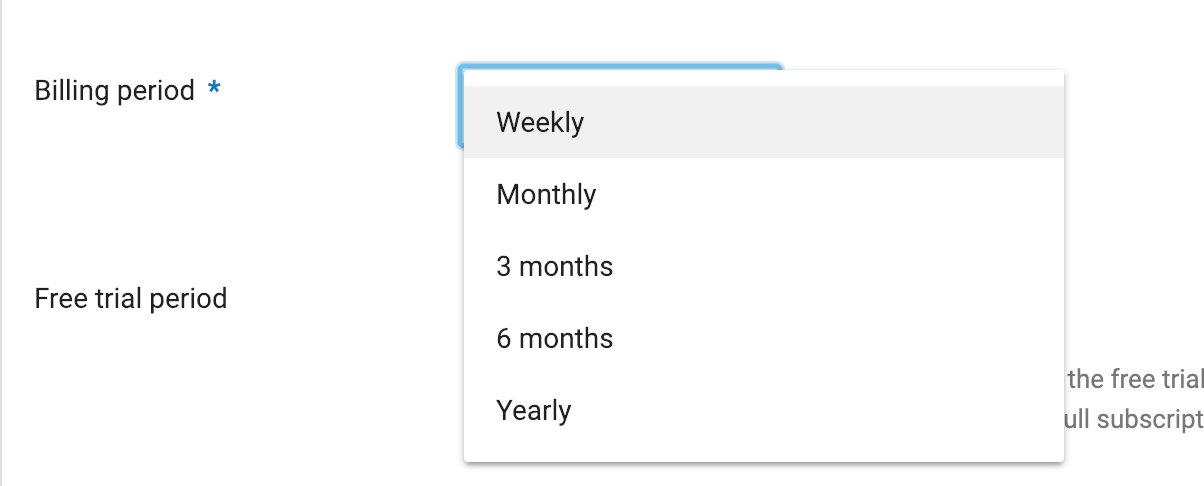 Billing period *
Weekly
Monthly
3 months
Free trial period
6 months
the free trial
Yearly
ull subscript